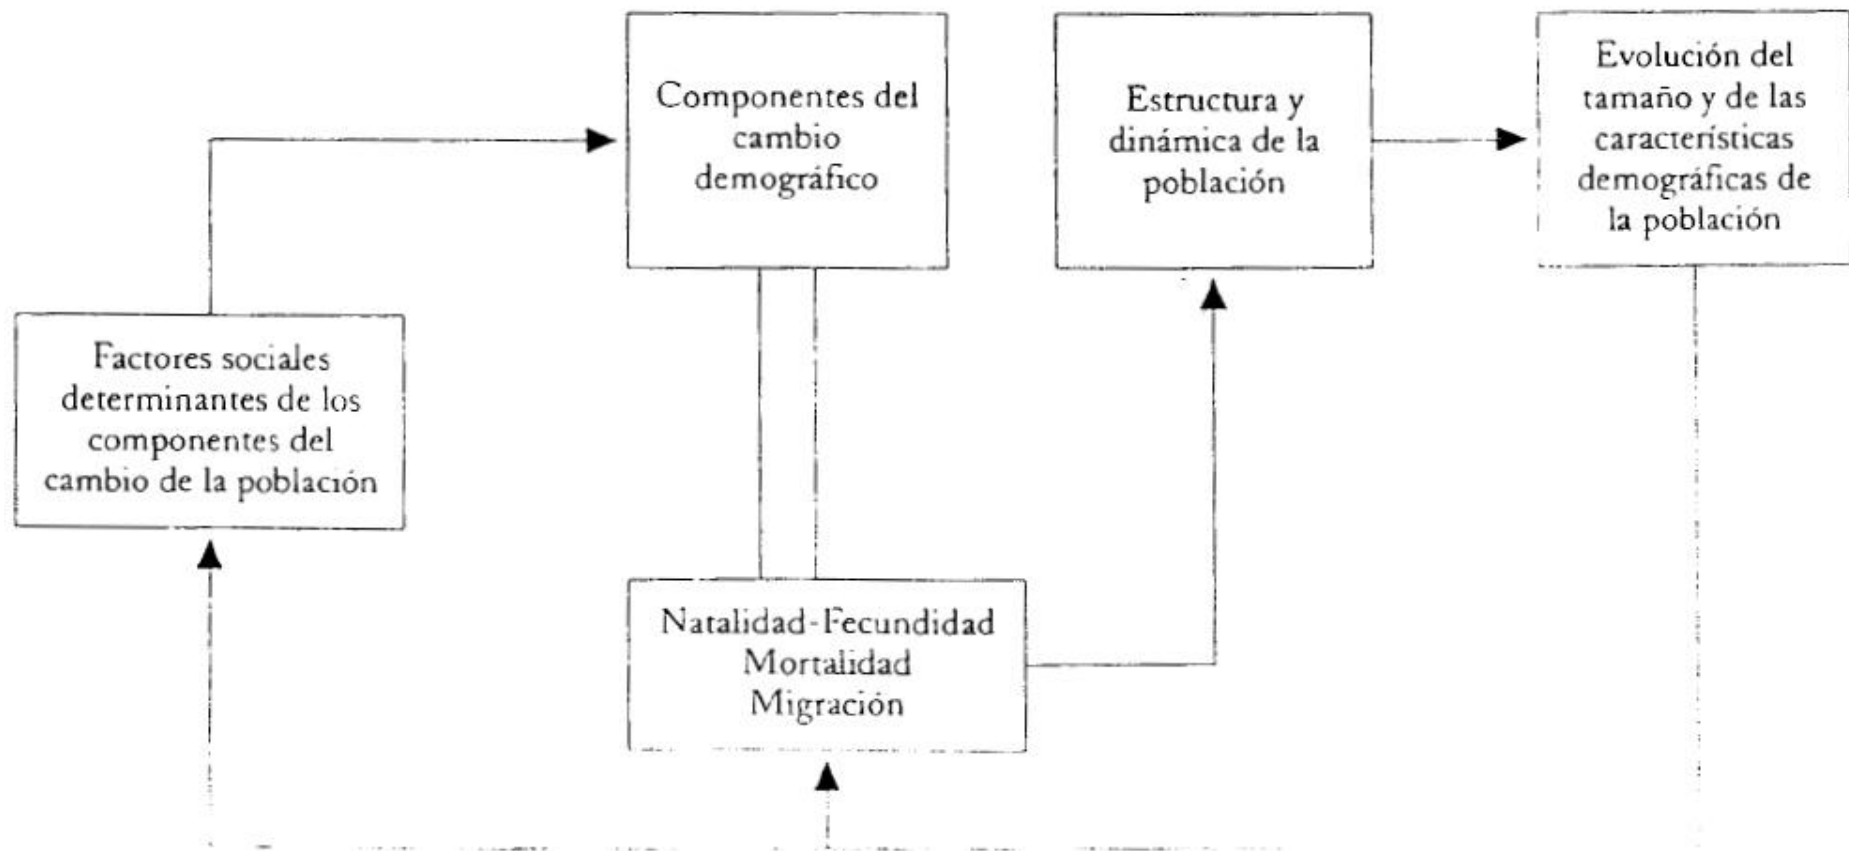 Componentes del
cambio
demográfico
Estructura y
dinámica de la
población
Evolución del
tamaño y de las
características
demográficas de
la población
Factores sociales
determinantes de los
componentes del
cambio de la población
Natalidad-Fecundidad
Mortalidad
Migración